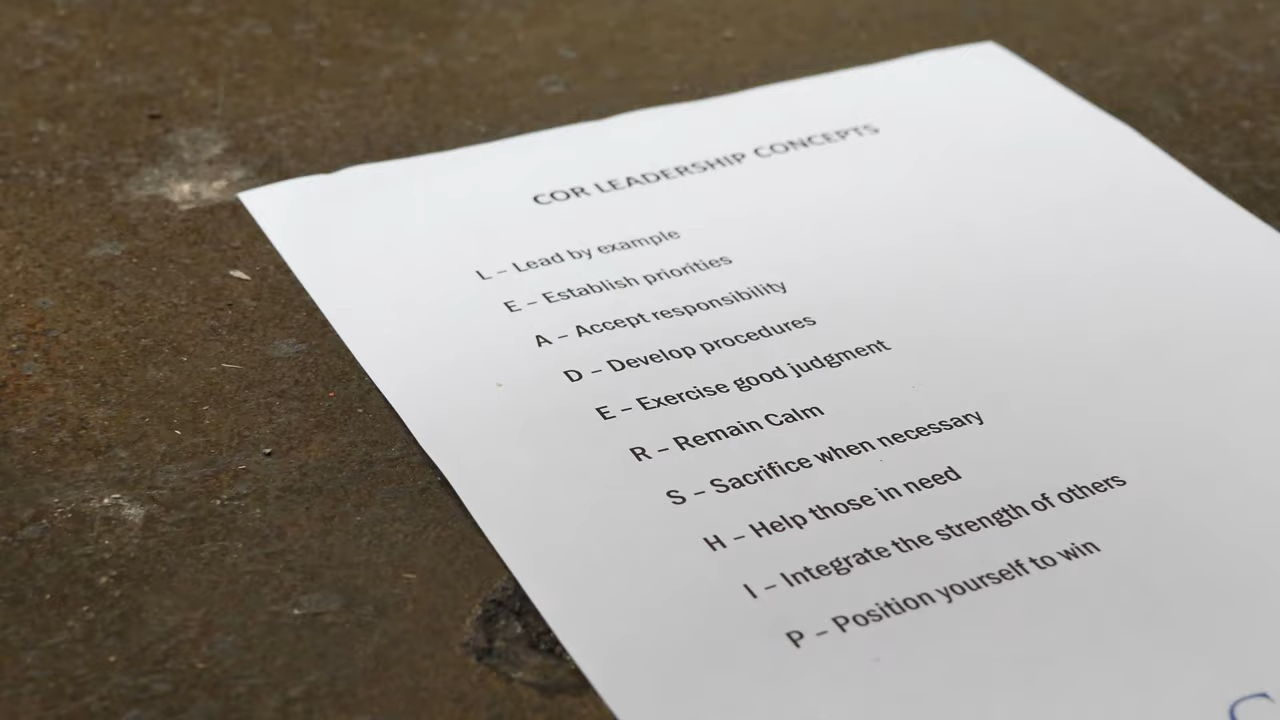 COR LEADERSHIP CONCEPTS
L – Lead by example
E – Establish priorities
A – Accept responsibility
D – Develop procedures
E – Exercise good judgment
R – Remain Calm
S – Sacrifice when necessary
H – Help those in need
I – Integrate the strength of others
P – Position yourself to win